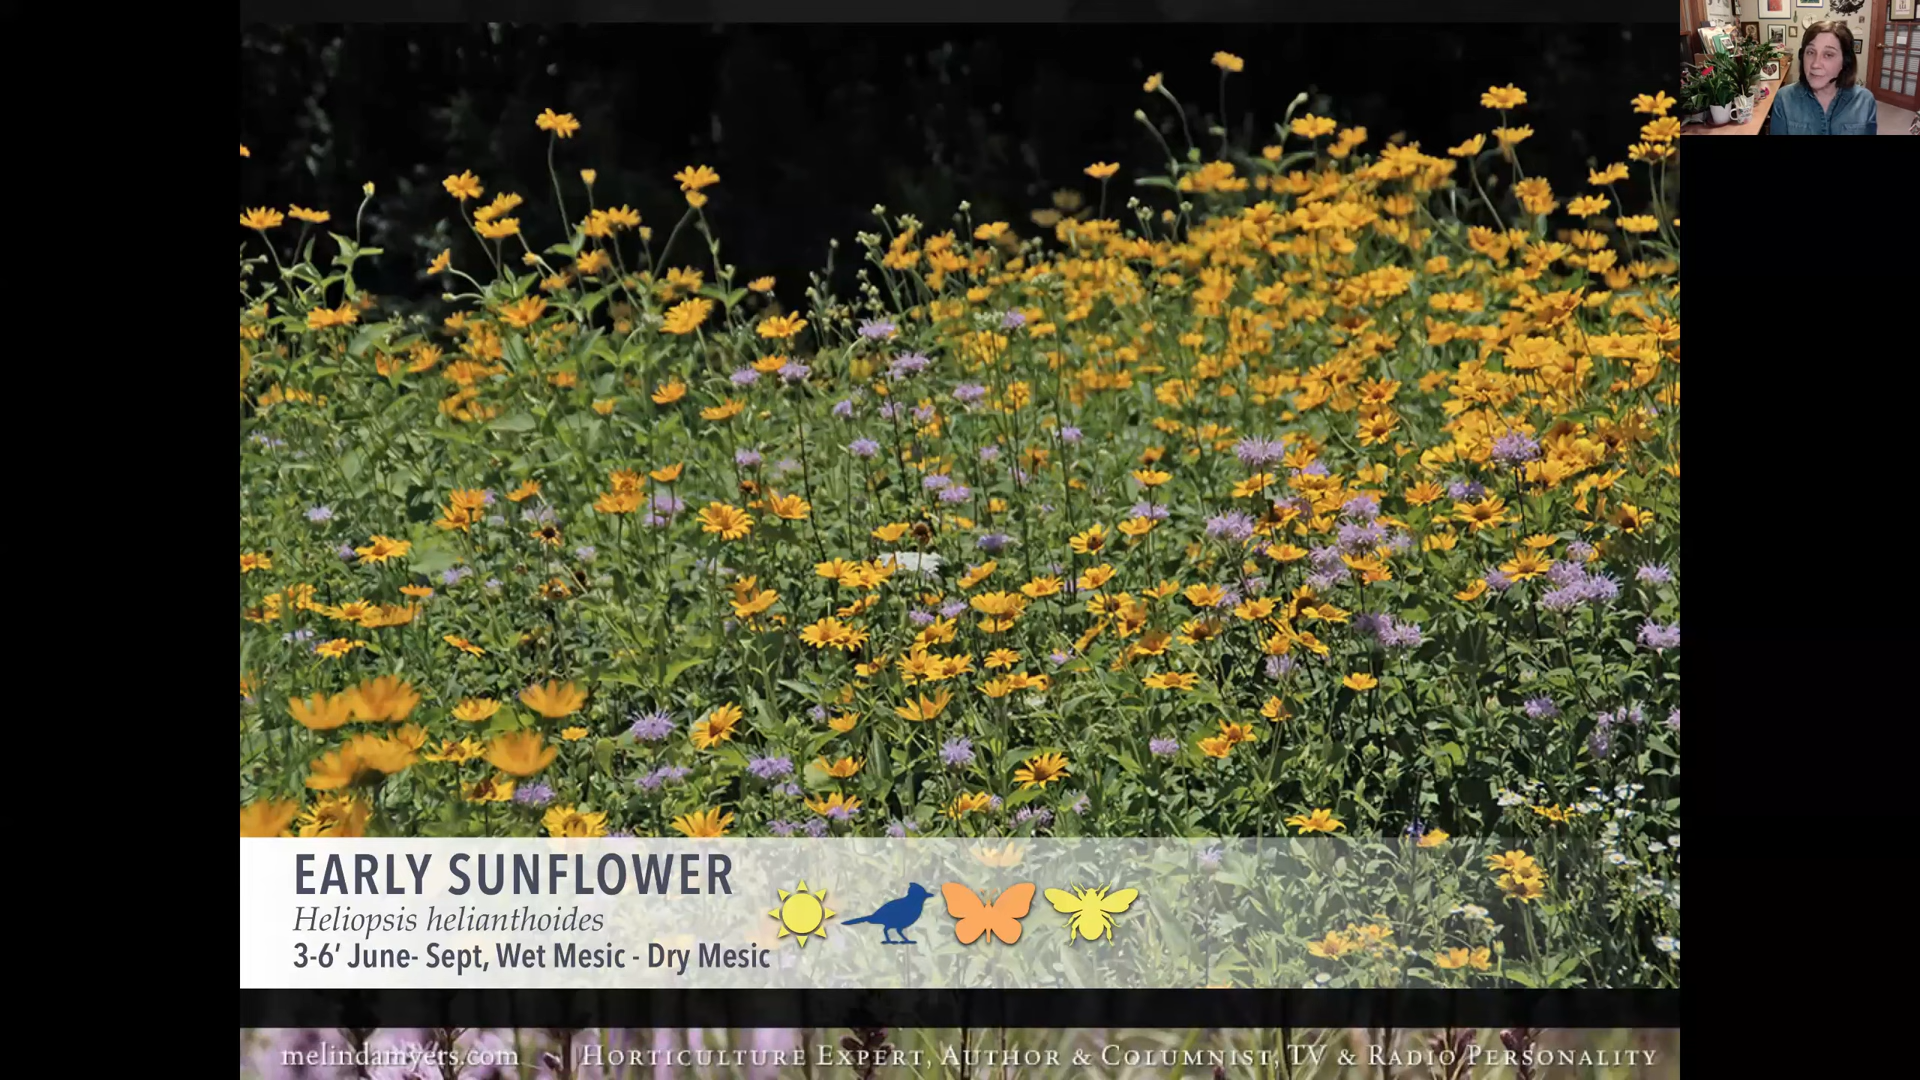 EARLY SUNFLOWER
Heliopsis helianthoides
3-6' June- Sept, Wet Mesic - Dry Mesic
melindamyers.com Horticulture Expert, Author & Columnist, TV & Radio Personality